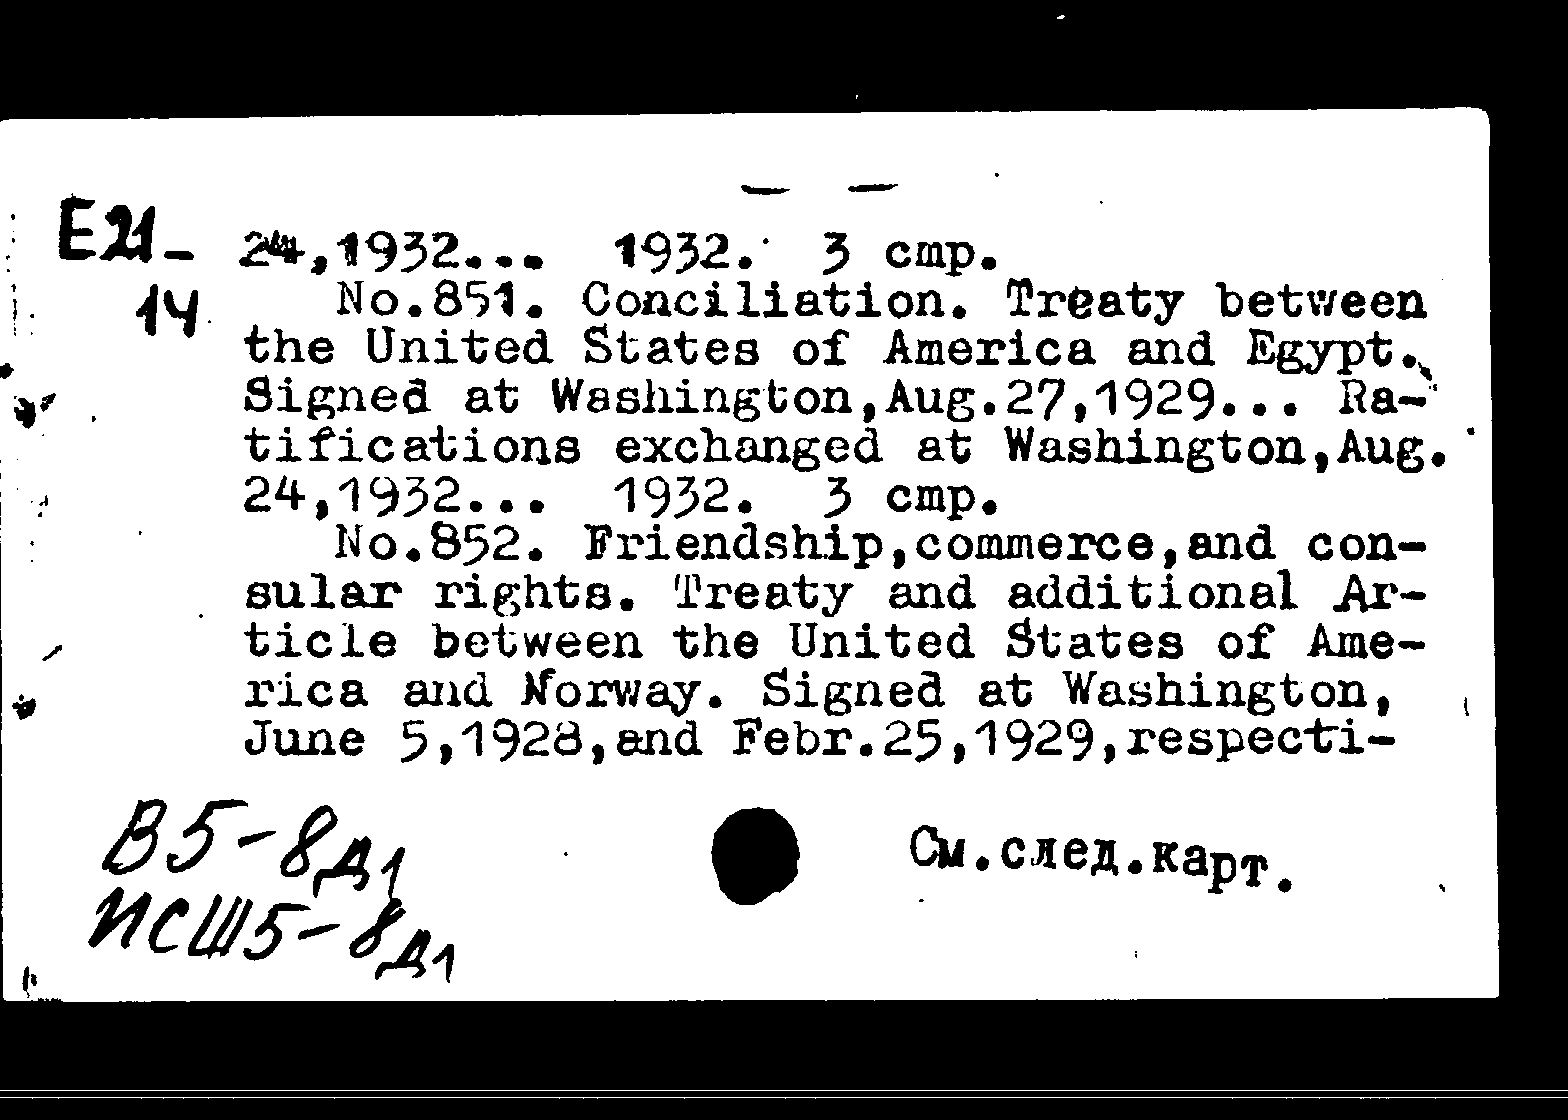 — —
E21-
14
24,1932... 1932. 3 cmp.
No.851. Conciliation. Treaty between
the United States of America and Egypt.
Signed at Washington,Aug.27,1929... Ra-
tifications exchanged at Washington,Aug.
24,1932... 1932. 3 cmp.
No.852. Friendship,commerce,and con-
sular rights. Treaty and additional Ar-
ticle between the United States of Ame-
rica and Norway. Signed at Washington,
June 5,1928,and Febr.25,1929,respecti-
В5-8д1
ИСШ5-8д1
См.след.карт.